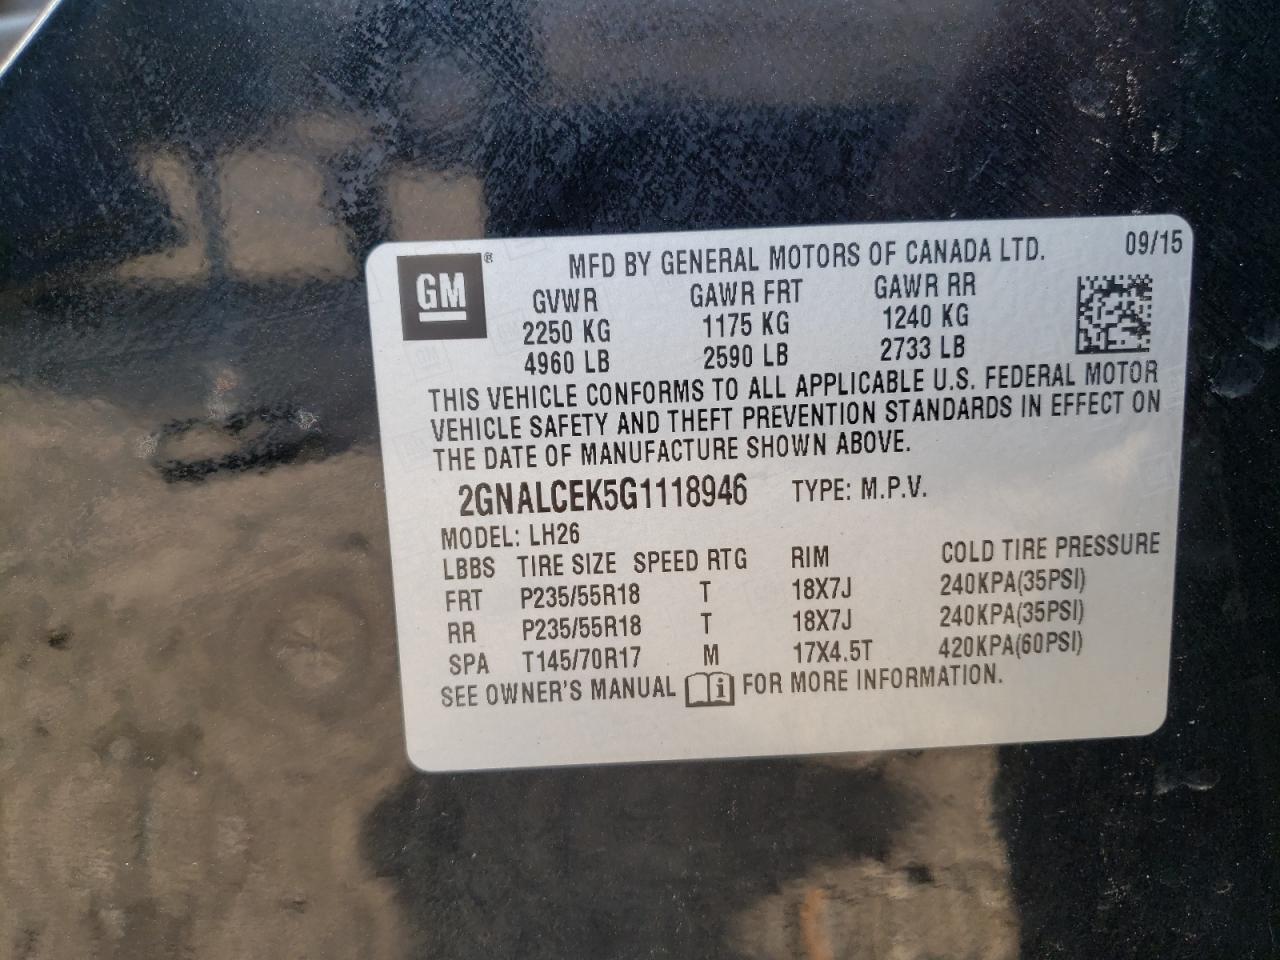 GM ® MFD BY GENERAL MOTORS OF CANADA LTD. 09/15
GVWR GAWR FRT GAWR RR
2250 KG 1175 KG 1240 KG
4960 LB 2590 LB 2733 LB
THIS VEHICLE CONFORMS TO ALL APPLICABLE U.S. FEDERAL MOTOR
VEHICLE SAFETY AND THEFT PREVENTION STANDARDS IN EFFECT ON
THE DATE OF MANUFACTURE SHOWN ABOVE.
2GNALCEK5G1118946 TYPE: M.P.V.
MODEL: LH26
LBBS TIRE SIZE SPEED RTG RIM COLD TIRE PRESSURE
FRT P235/55R18 T 18X7J 240KPA(35PSI)
RR P235/55R18 T 18X7J 240KPA(35PSI)
SPA T145/70R17 M 17X4.5T 420KPA(60PSI)
SEE OWNER'S MANUAL i FOR MORE INFORMATION.